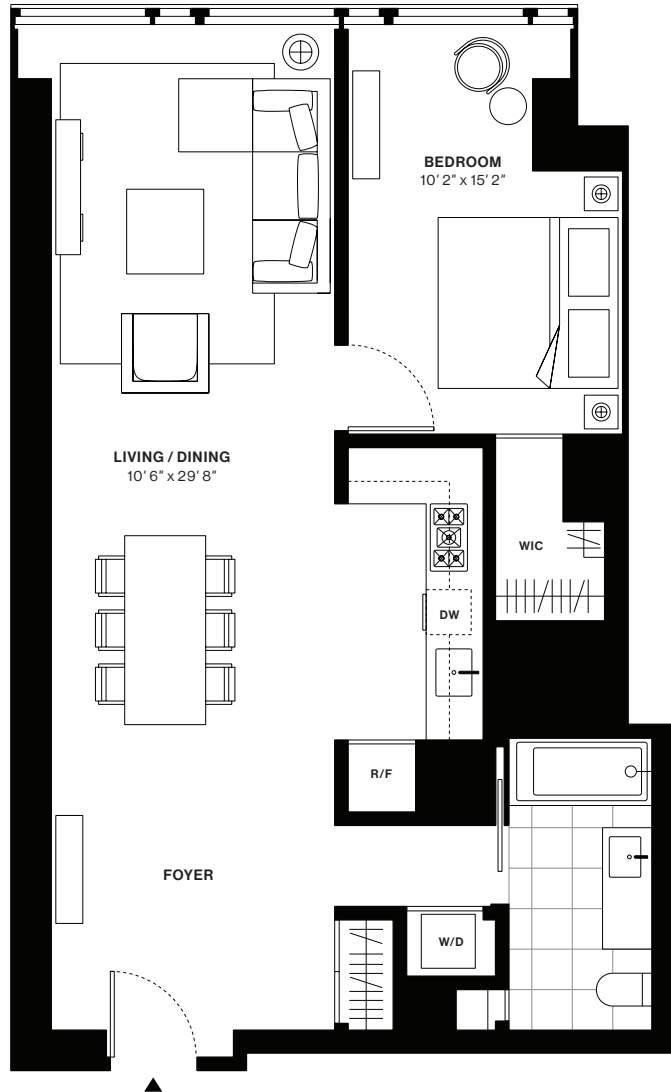 BEDROOM
10' 2" x 15' 2"
LIVING / DINING
10' 6" x 29' 8"
WIC
DW
R/F
FOYER
W/D